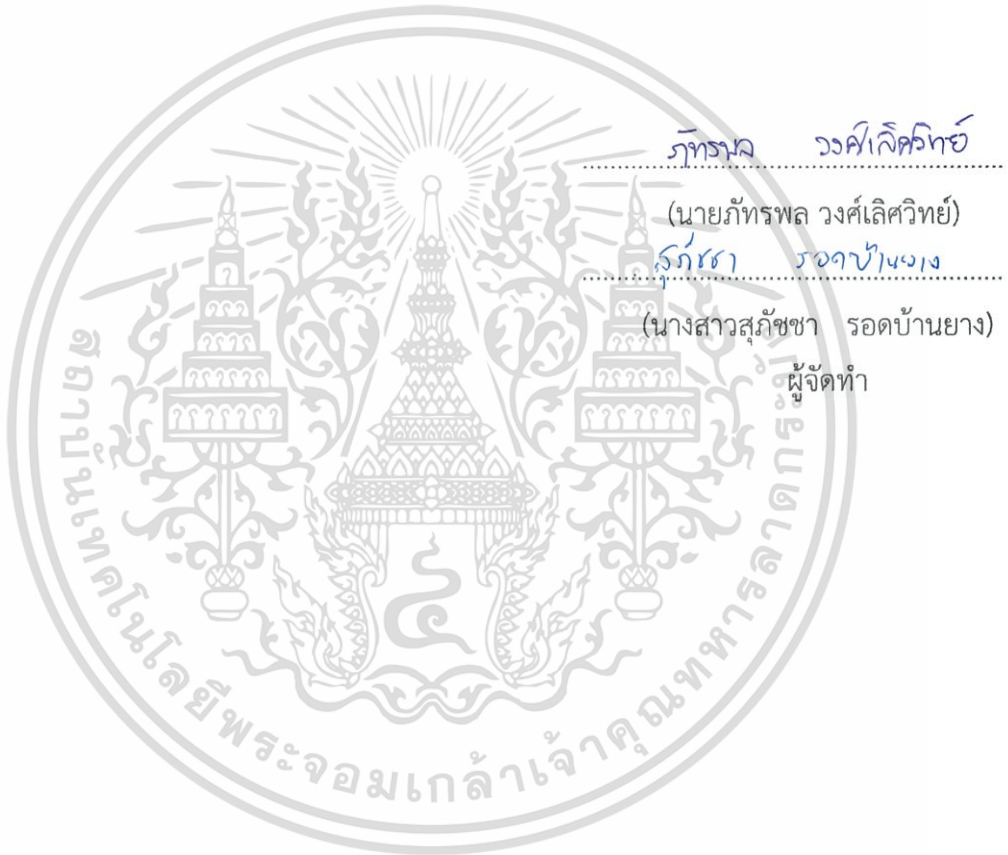 ภัทรพล วงศ์เลิศวิทย์
(นายภัทรพล วงศ์เลิศวิทย์)
สุภัชชา รอดบ้านยาง
(นางสาวสุภัชชา รอดบ้านยาง)
ผู้จัดทำ
สถาบันเทคโนโลยีพระจอมเกล้าเจ้าคุณทหารลาดกระบัง
๔